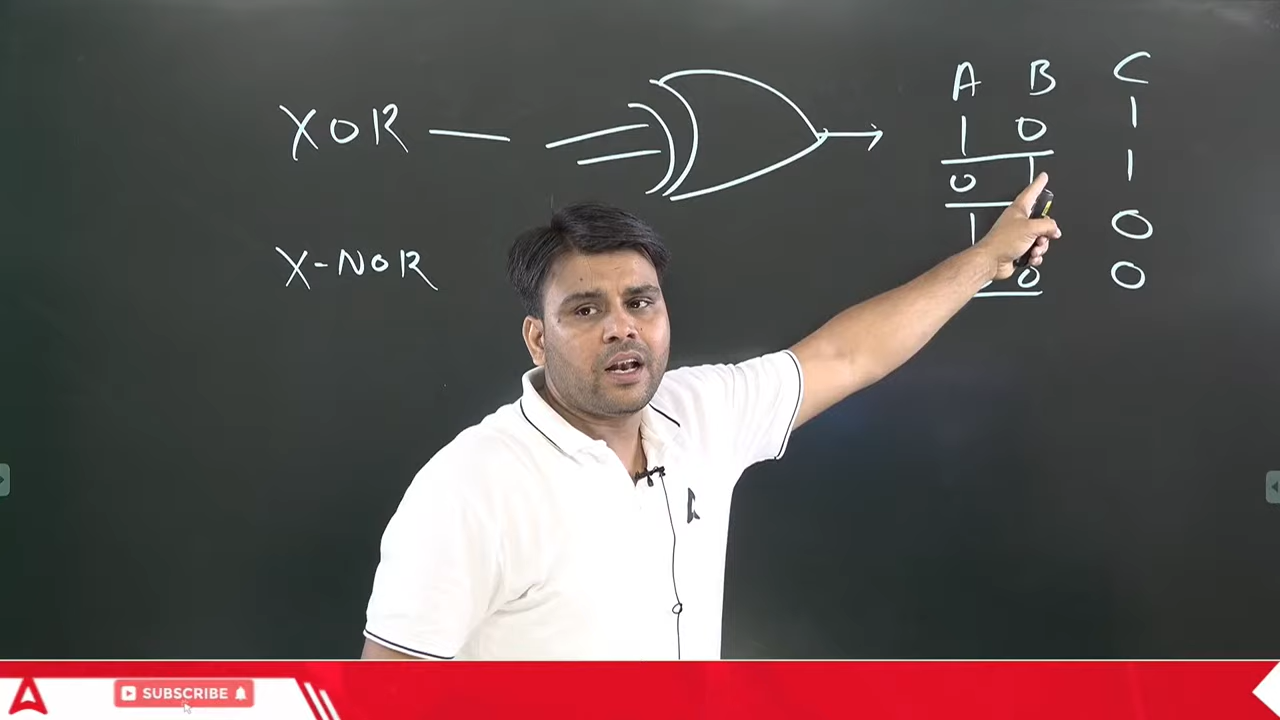 A B C
XOR
1 0 1
0 1 1
1 0
X-NOR
0 0
SUBSCRIBE